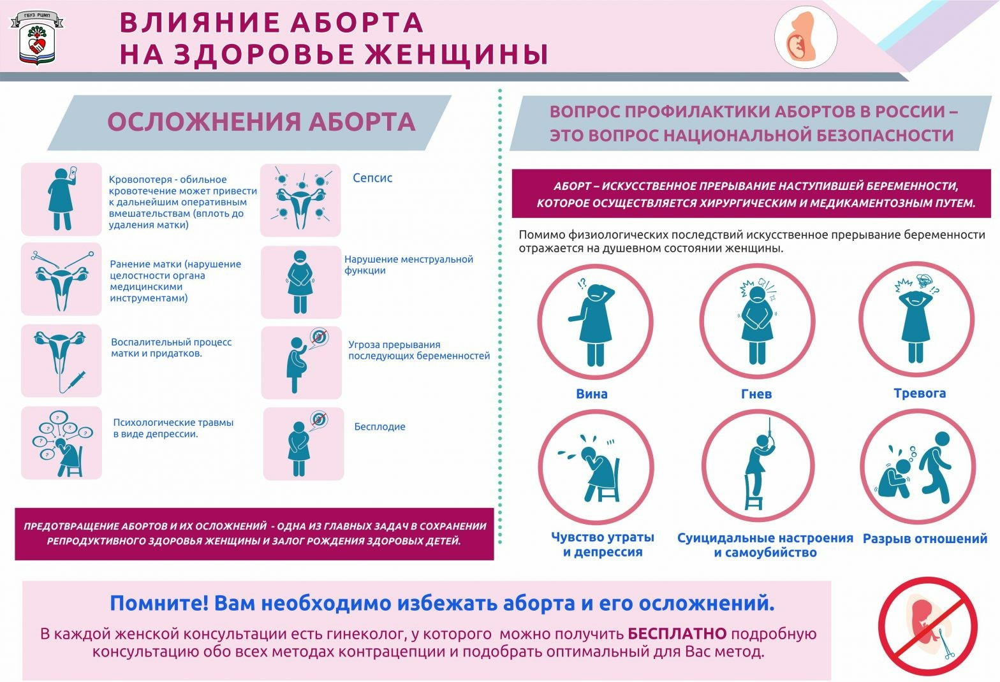 ГБУЗ РЦМП
ВЛИЯНИЕ АБОРТА
НА ЗДОРОВЬЕ ЖЕНЩИНЫ
ОСЛОЖНЕНИЯ АБОРТА
Кровопотеря - обильное
кровотечение может привести
к дальнейшим оперативным
вмешательствам (вплоть до
удаления матки)
Сепсис
Ранение матки (нарушение
целостности органа
медицинскими
инструментами)
Нарушение менструальной
функции
Воспалительный процесс
матки и придатков.
Угроза прерывания
последующих беременностей
? ? ? ? ? ?
Психологические травмы
в виде депрессии.
Бесплодие
ПРЕДОТВРАЩЕНИЕ АБОРТОВ И ИХ ОСЛОЖНЕНИЙ - ОДНА ИЗ ГЛАВНЫХ ЗАДАЧ В СОХРАНЕНИИ
РЕПРОДУКТИВНОГО ЗДОРОВЬЯ ЖЕНЩИНЫ И ЗАЛОГ РОЖДЕНИЯ ЗДОРОВЫХ ДЕТЕЙ.
ВОПРОС ПРОФИЛАКТИКИ АБОРТОВ В РОССИИ –
ЭТО ВОПРОС НАЦИОНАЛЬНОЙ БЕЗОПАСНОСТИ
АБОРТ – ИСКУССТВЕННОЕ ПРЕРЫВАНИЕ НАСТУПИВШЕЙ БЕРЕМЕННОСТИ,
КОТОРОЕ ОСУЩЕСТВЛЯЕТСЯ ХИРУРГИЧЕСКИМ И МЕДИКАМЕНТОЗНЫМ ПУТЕМ.
Помимо физиологических последствий искусственное прерывание беременности
отражается на душевном состоянии женщины.
!?
!?
Вина
Гнев
Тревога
Чувство утраты
и депрессия
Суицидальные настроения
и самоубийство
Разрыв отношений
Помните! Вам необходимо избежать аборта и его осложнений.
В каждой женской консультации есть гинеколог, у которого можно получить БЕСПЛАТНО подробную
консультацию обо всех методах контрацепции и подобрать оптимальный для Вас метод.